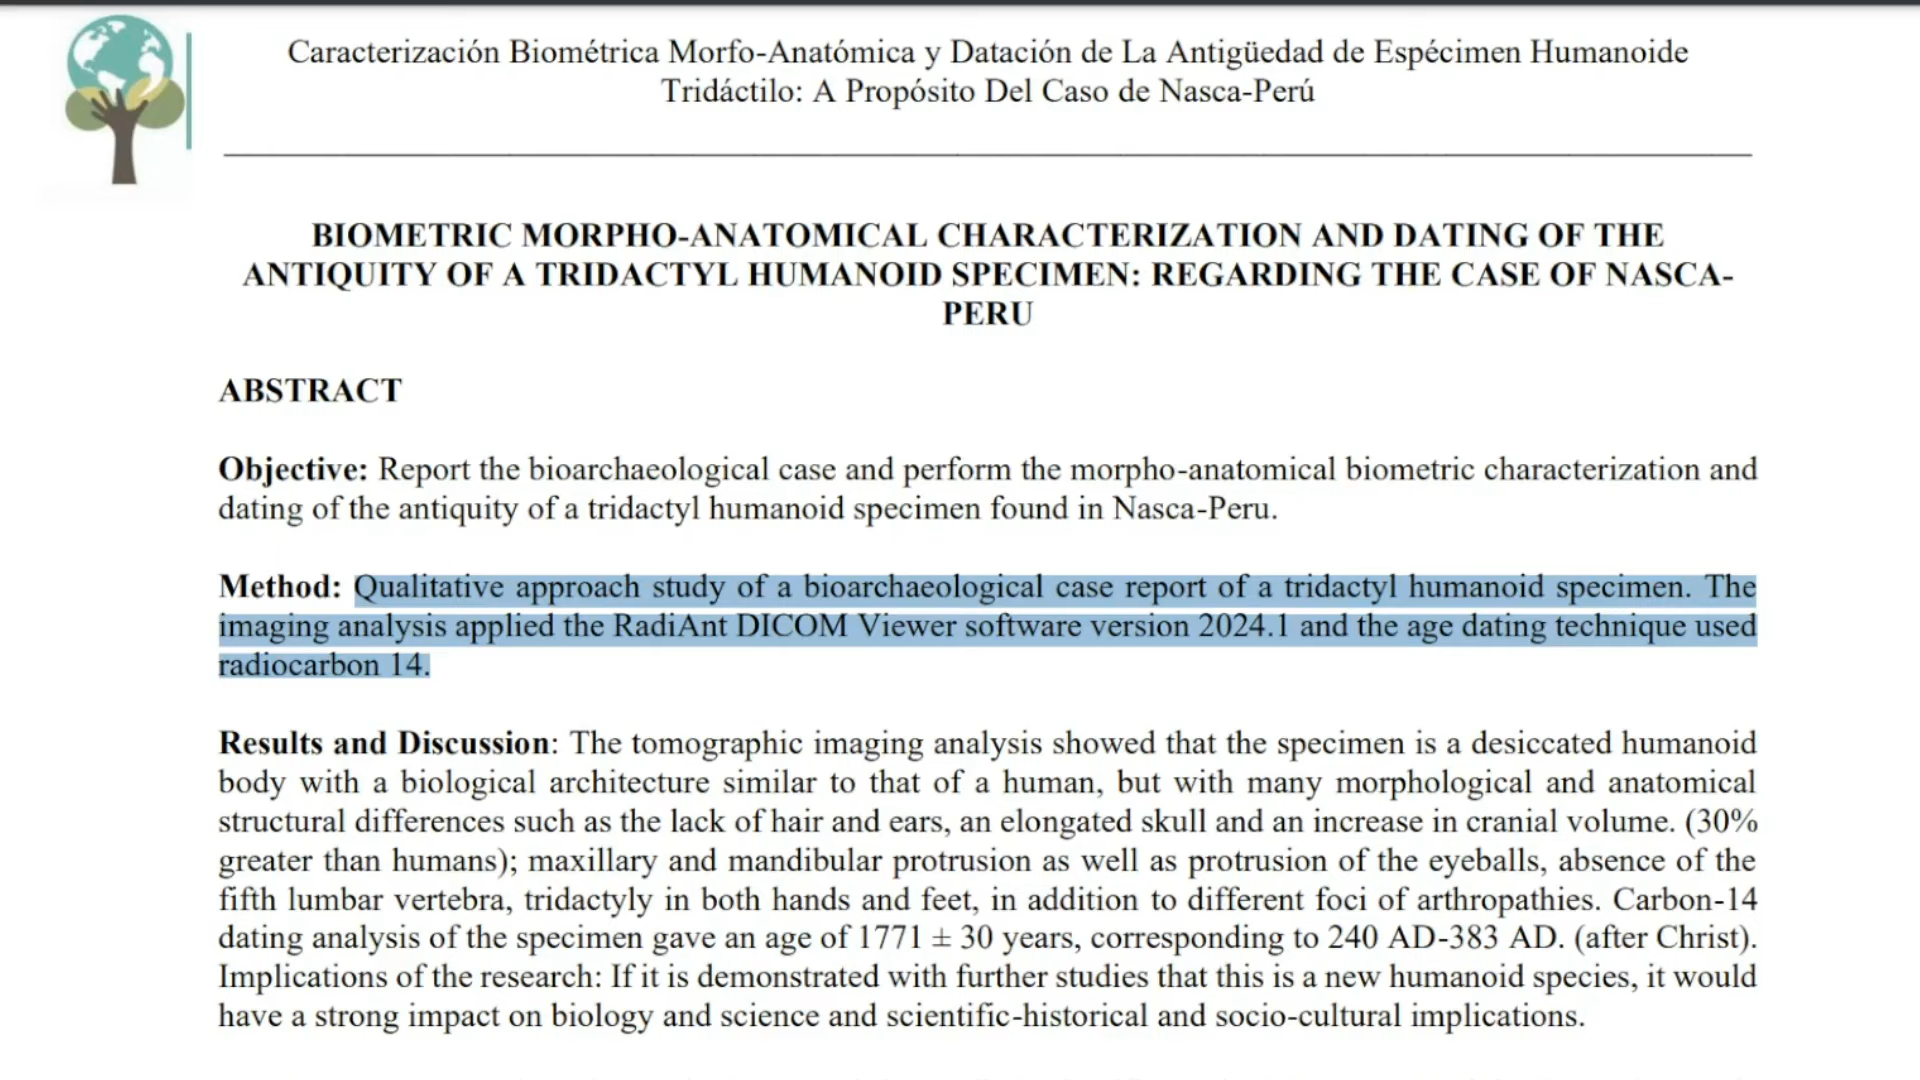 Caracterización Biométrica Morfo-Anatómica y Datación de La Antigüedad de Espécimen Humanoide
Tridáctilo: A Propósito Del Caso de Nasca-Perú
BIOMETRIC MORPHO-ANATOMICAL CHARACTERIZATION AND DATING OF THE
ANTIQUITY OF A TRIDACTYL HUMANOID SPECIMEN: REGARDING THE CASE OF NASCA-
PERU
ABSTRACT
Objective: Report the bioarchaeological case and perform the morpho-anatomical biometric characterization and
dating of the antiquity of a tridactyl humanoid specimen found in Nasca-Peru.
Method: Qualitative approach study of a bioarchaeological case report of a tridactyl humanoid specimen. The
imaging analysis applied the RadiAnt DICOM Viewer software version 2024.1 and the age dating technique used
radiocarbon 14.
Results and Discussion: The tomographic imaging analysis showed that the specimen is a desiccated humanoid
body with a biological architecture similar to that of a human, but with many morphological and anatomical
structural differences such as the lack of hair and ears, an elongated skull and an increase in cranial volume. (30%
greater than humans); maxillary and mandibular protrusion as well as protrusion of the eyeballs, absence of the
fifth lumbar vertebra, tridactyly in both hands and feet, in addition to different foci of arthropathies. Carbon-14
dating analysis of the specimen gave an age of 1771 ± 30 years, corresponding to 240 AD-383 AD. (after Christ).
Implications of the research: If it is demonstrated with further studies that this is a new humanoid species, it would
have a strong impact on biology and science and scientific-historical and socio-cultural implications.